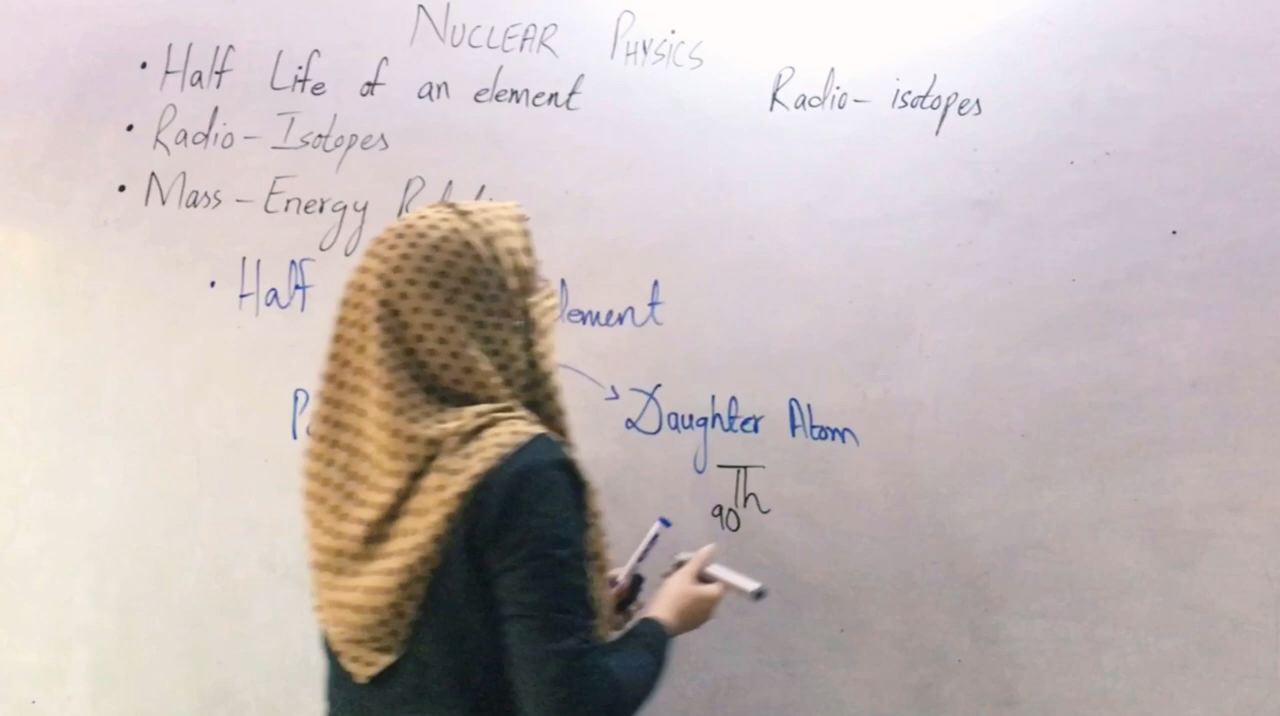 NUCLEAR PHYSICS
• Half Life of an element
Radio-isotopes
• Radio-Isotopes
• Mass-Energy
• Half
Daughter Atom
90Th